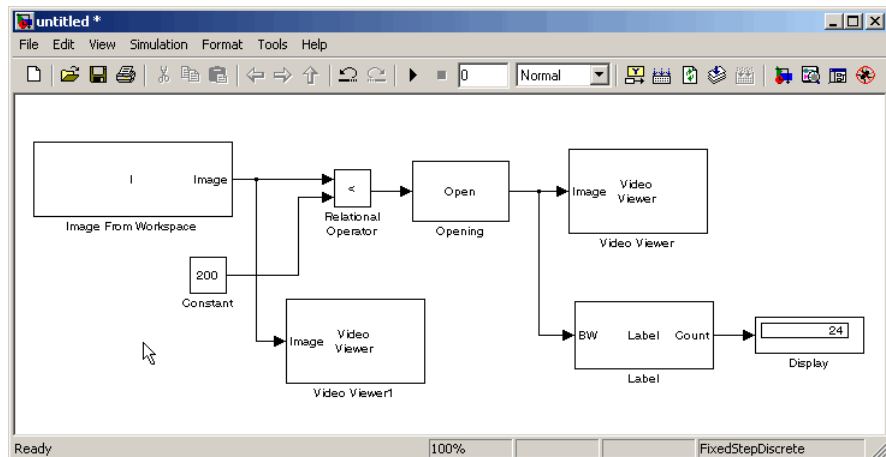 untitled *
File Edit View Simulation Format Tools Help
0 Normal
I Image
Image From Workspace
<
Relational
Operator
Open
Opening
Image Video
Viewer
Video Viewer
200
Constant
Image Video
Viewer
Video Viewer1
BW Label Count
Label
24
Display
Ready 100% FixedStepDiscrete